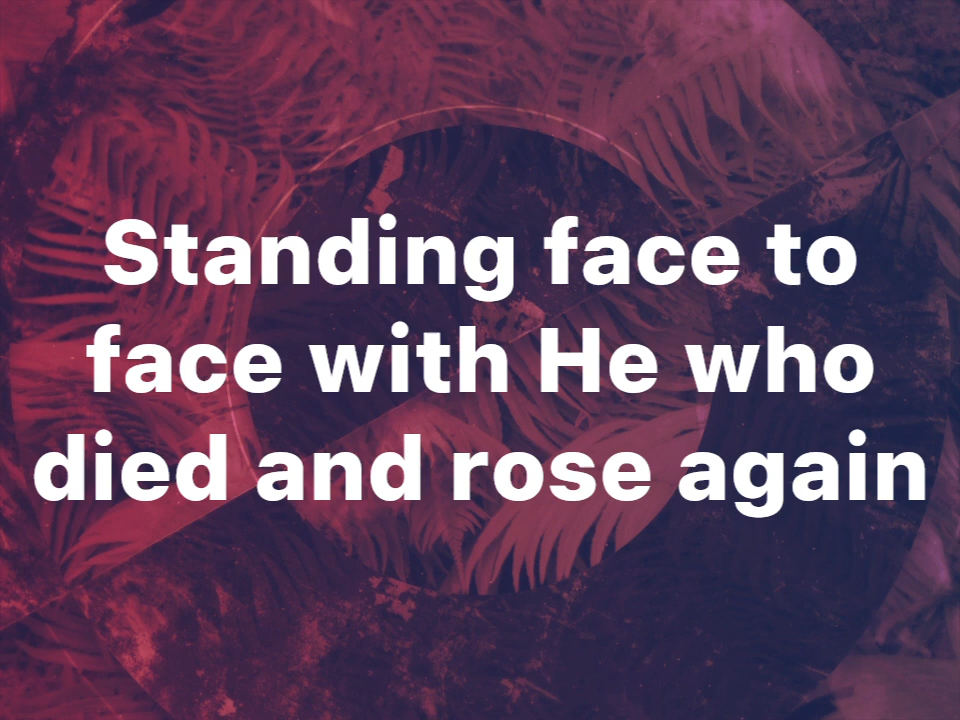 Standing face to
face with He who
died and rose again